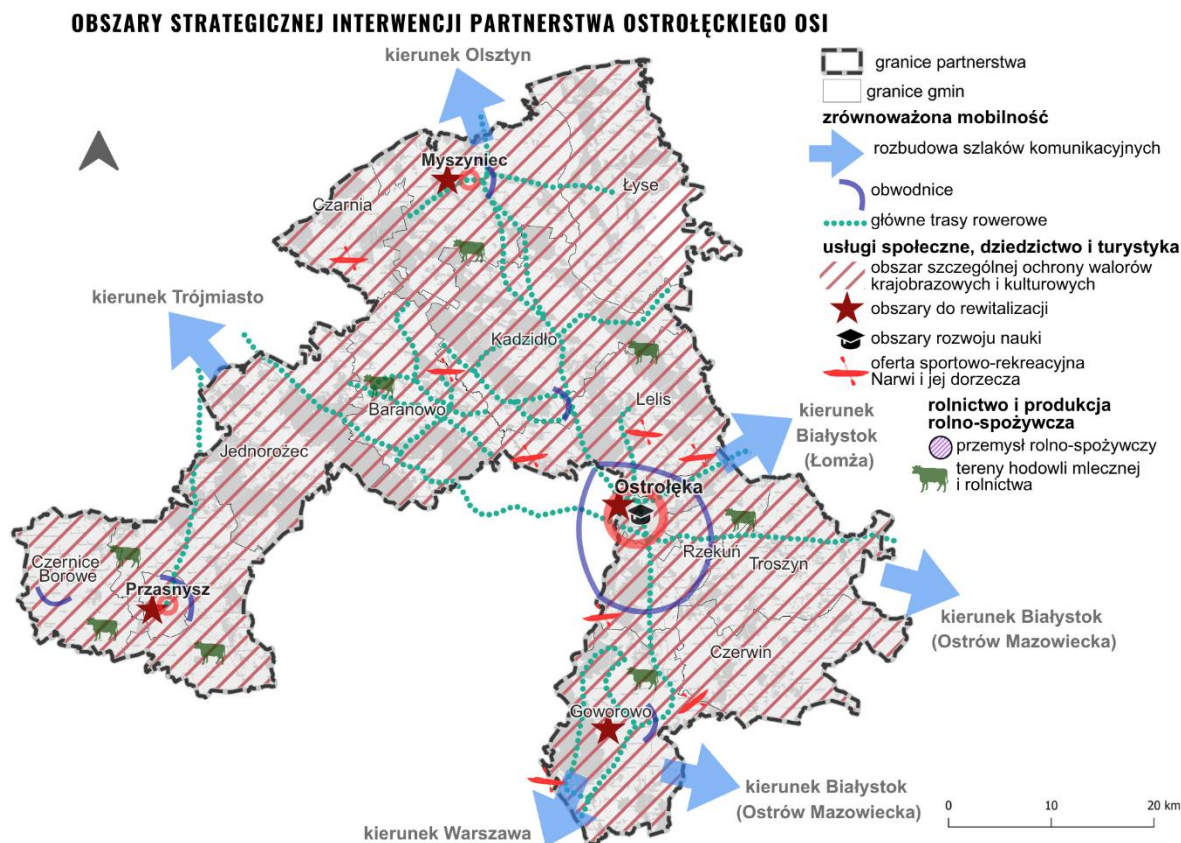 OBSZARY STRATEGICZNEJ INTERWENCJI PARTNERSTWA OSTROŁĘCKIEGO OSI
kierunek Olsztyn
granice partnerstwa
granice gmin
zrównoważona mobilność
rozbudowa szlaków komunikacyjnych
obwodnice
główne trasy rowerowe
usługi społeczne, dziedzictwo i turystyka
obszar szczególnej ochrony walorów
krajobrazowych i kulturowych
obszary do rewitalizacji
obszary rozwoju nauki
oferta sportowo-rekreacyjna
Narwi i jej dorzecza
rolnictwo i produkcja
rolno-spożywcza
przemysł rolno-spożywczy
tereny hodowli mlecznej
i rolnictwa
Myszyniec
Łyse
Czarnia
kierunek Trójmiasto
Kadzidło
Baranowo
Lelis
kierunek
Białystok
(Łomża)
Jednorożec
Ostrołęka
Rzekuń
Troszyn
Czernice
Borowe
Przasnysz
kierunek Białystok
(Ostrów Mazowiecka)
Czerwin
Goworowo
kierunek Białystok
(Ostrów Mazowiecka)
kierunek Warszawa
0 10 20 km